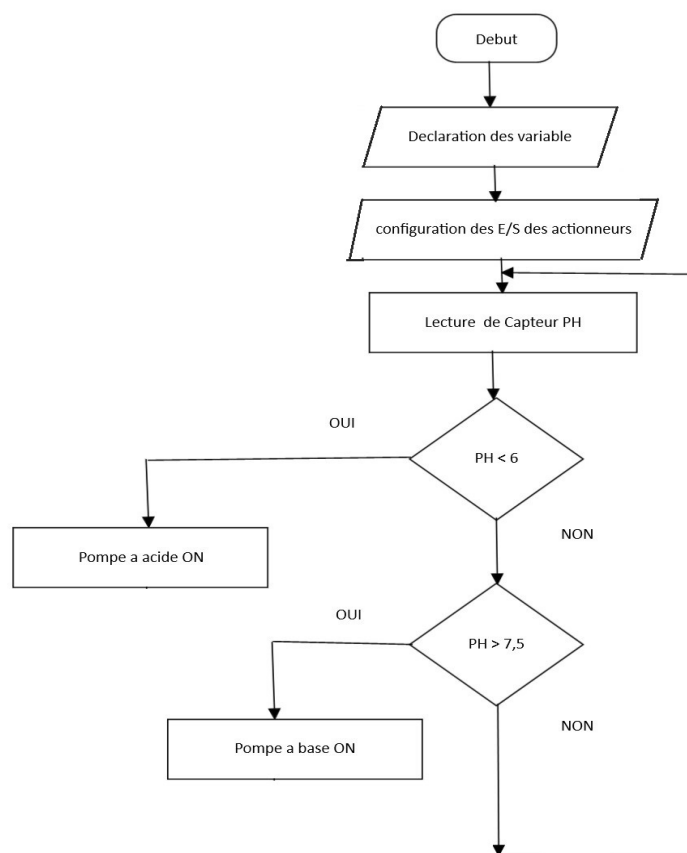 Debut
Declaration des variable
configuration des E/S des actionneurs
Lecture de Capteur PH
OUI
PH < 6
NON
Pompe a acide ON
OUI
PH > 7,5
NON
Pompe a base ON